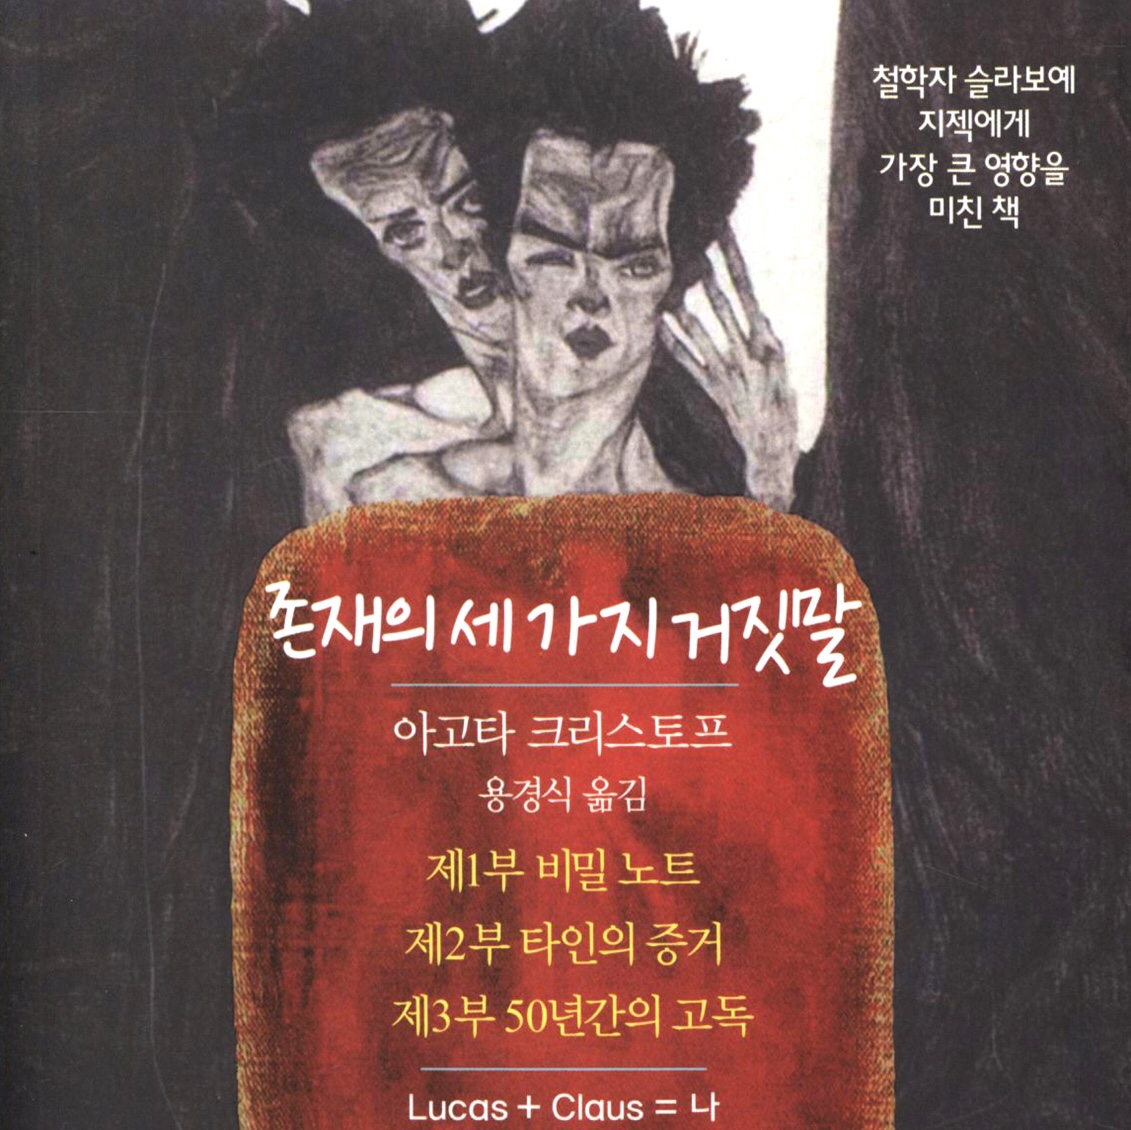 철학자 슬라보예
지젝에게
가장 큰 영향을
미친 책
존재의 세 가지 거짓말
아고타 크리스토프
용경식 옮김
제1부 비밀 노트
제2부 타인의 증거
제3부 50년간의 고독
Lucas + Claus = 나